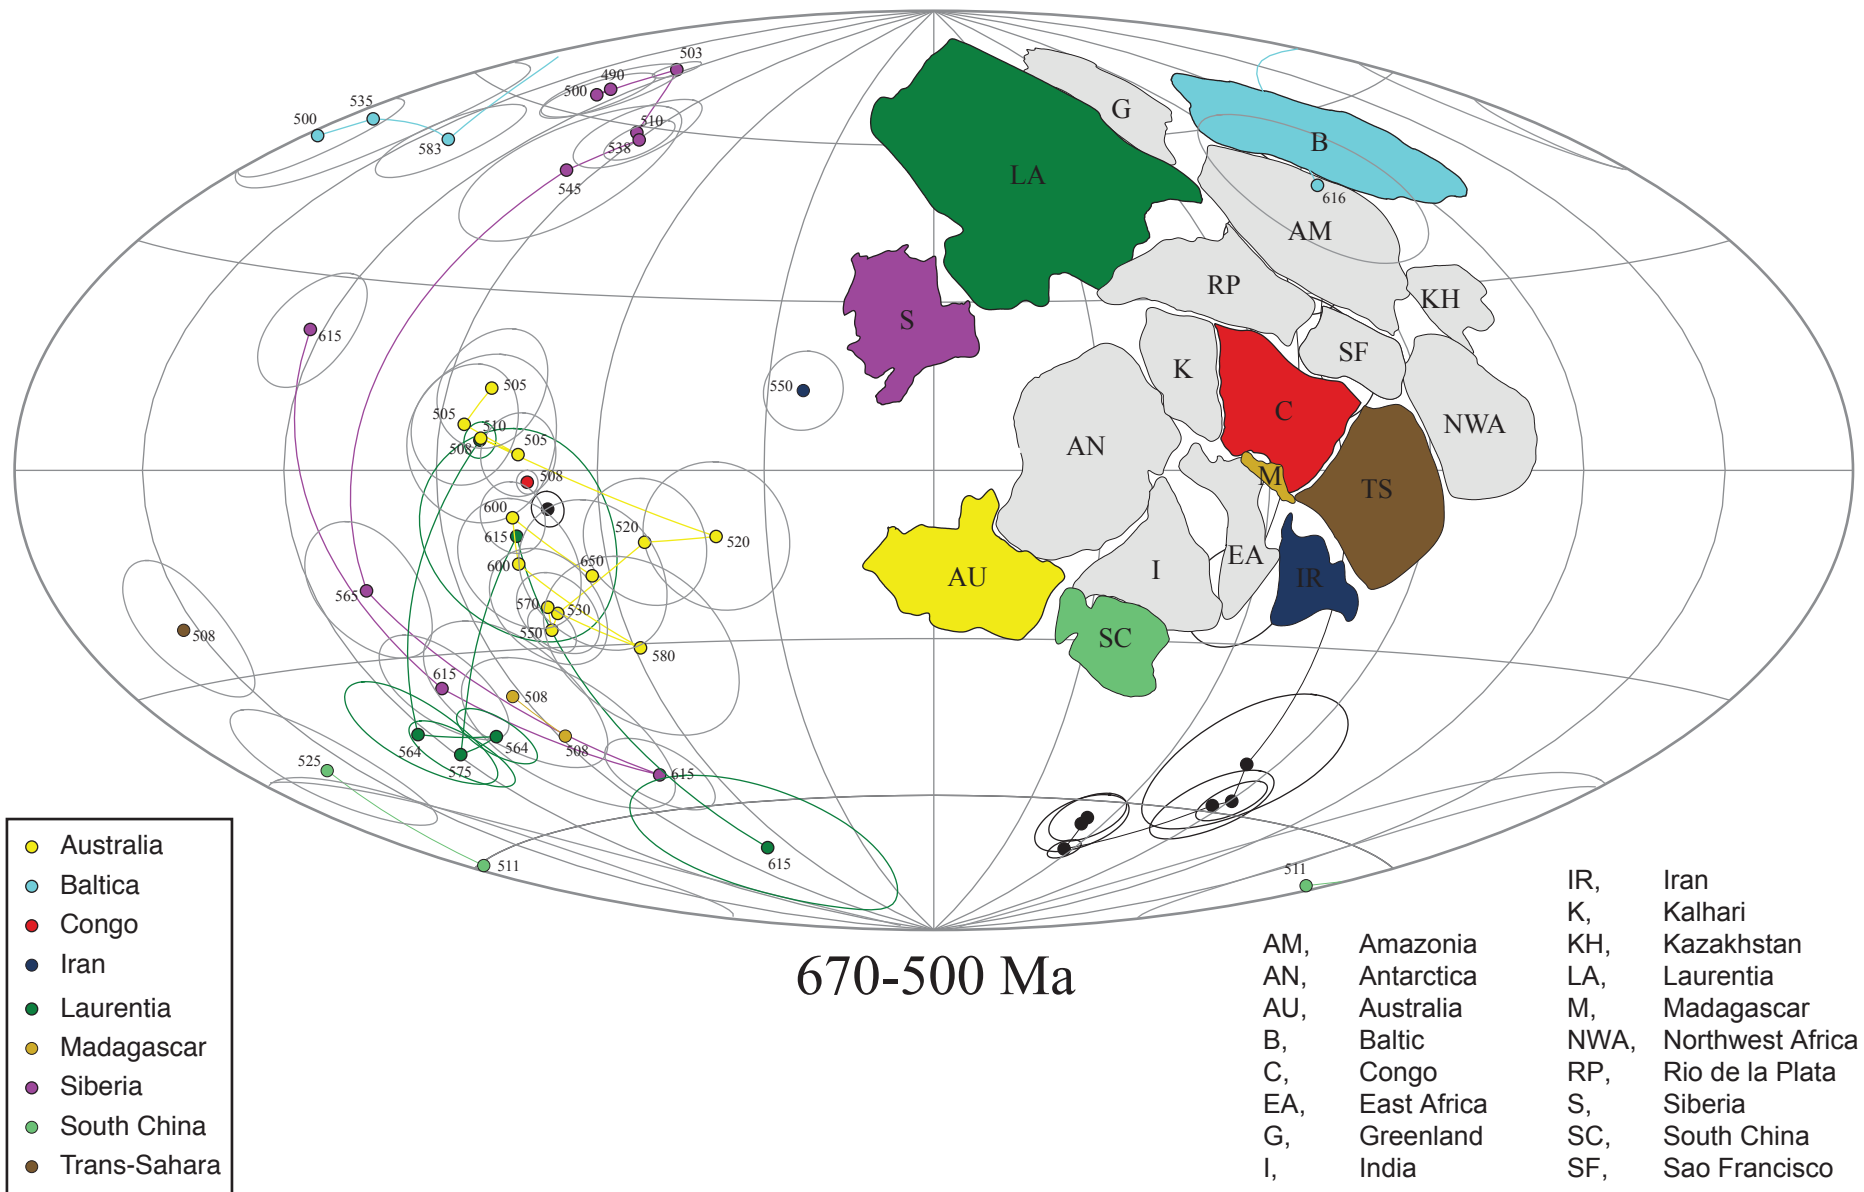 503
490
500
535
500
583
510
538
545
G
B
LA
616
AM
RP
KH
S
615
SF
K
550
505
505
510
508
505
C
NWA
AN
508
M
TS
600
520
520
615
600
650
AU
I
EA
IR
565
570
530
550
508
580
SC
615
508
564
564
508
575
525
615
615
511
511
670-500 Ma
Australia
Baltica
Congo
Iran
Laurentia
Madagascar
Siberia
South China
Trans-Sahara
AM, Amazonia
AN, Antarctica
AU, Australia
B, Baltic
C, Congo
EA, East Africa
G, Greenland
I, India
IR, Iran
K, Kalhari
KH, Kazakhstan
LA, Laurentia
M, Madagascar
NWA, Northwest Africa
RP, Rio de la Plata
S, Siberia
SC, South China
SF, Sao Francisco